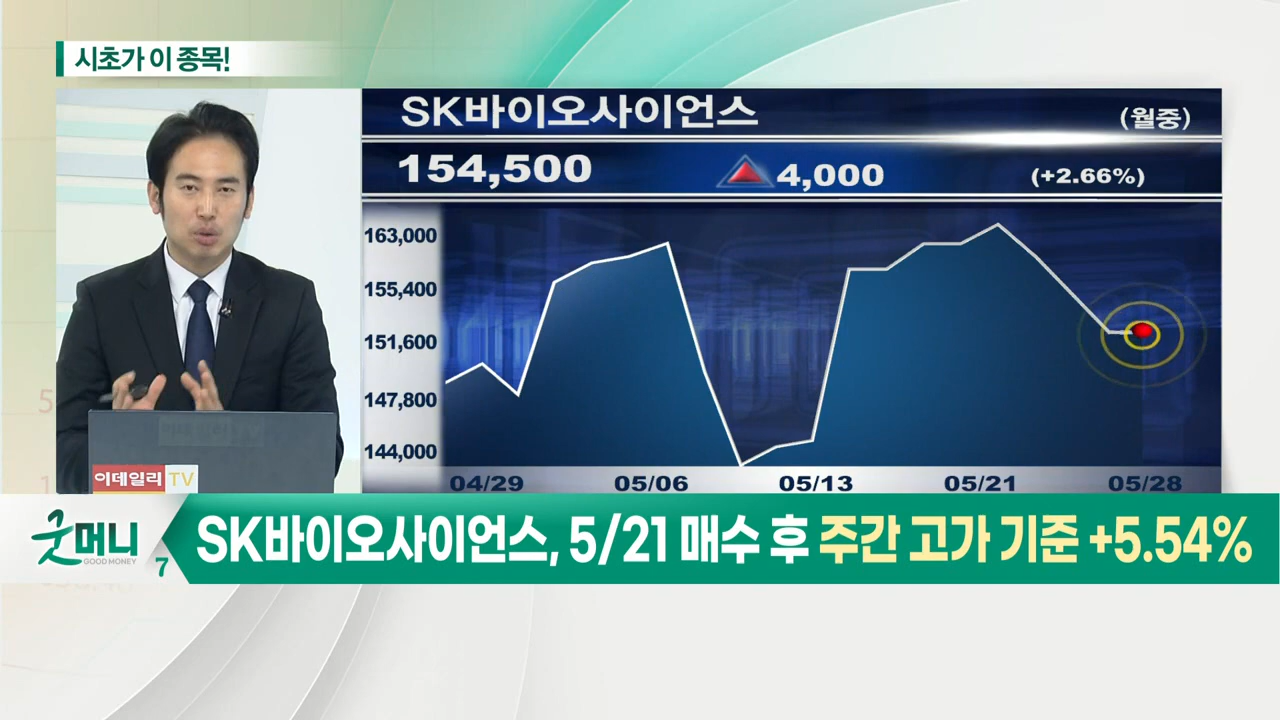 시초가 이 종목!
SK바이오사이언스
(월중)
154,500 4,000 (+2.66%)
163,000
155,400
151,600
147,800
144,000
04/29 05/06 05/13 05/21 05/28
이데일리TV
굿머니
GOOD MONEY
7
SK바이오사이언스, 5/21 매수 후 주간 고가 기준 +5.54%